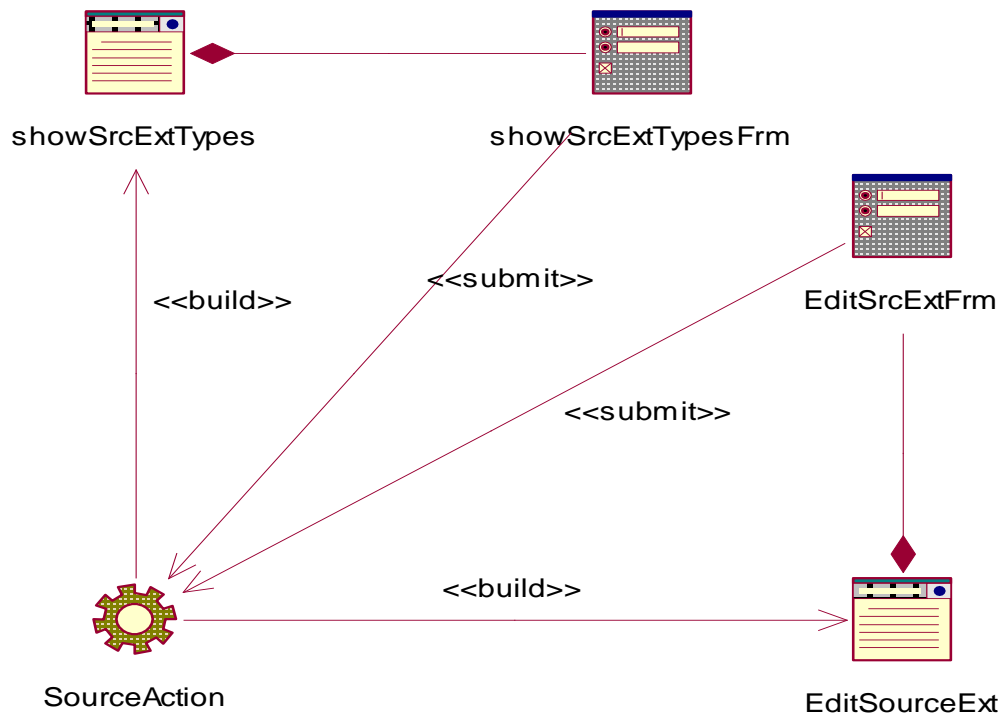 showSrcExtTypes
showSrcExtTypesFrm
<<build>>
<<submit>>
EditSrcExtFrm
<<submit>>
<<build>>
SourceAction
EditSourceExt